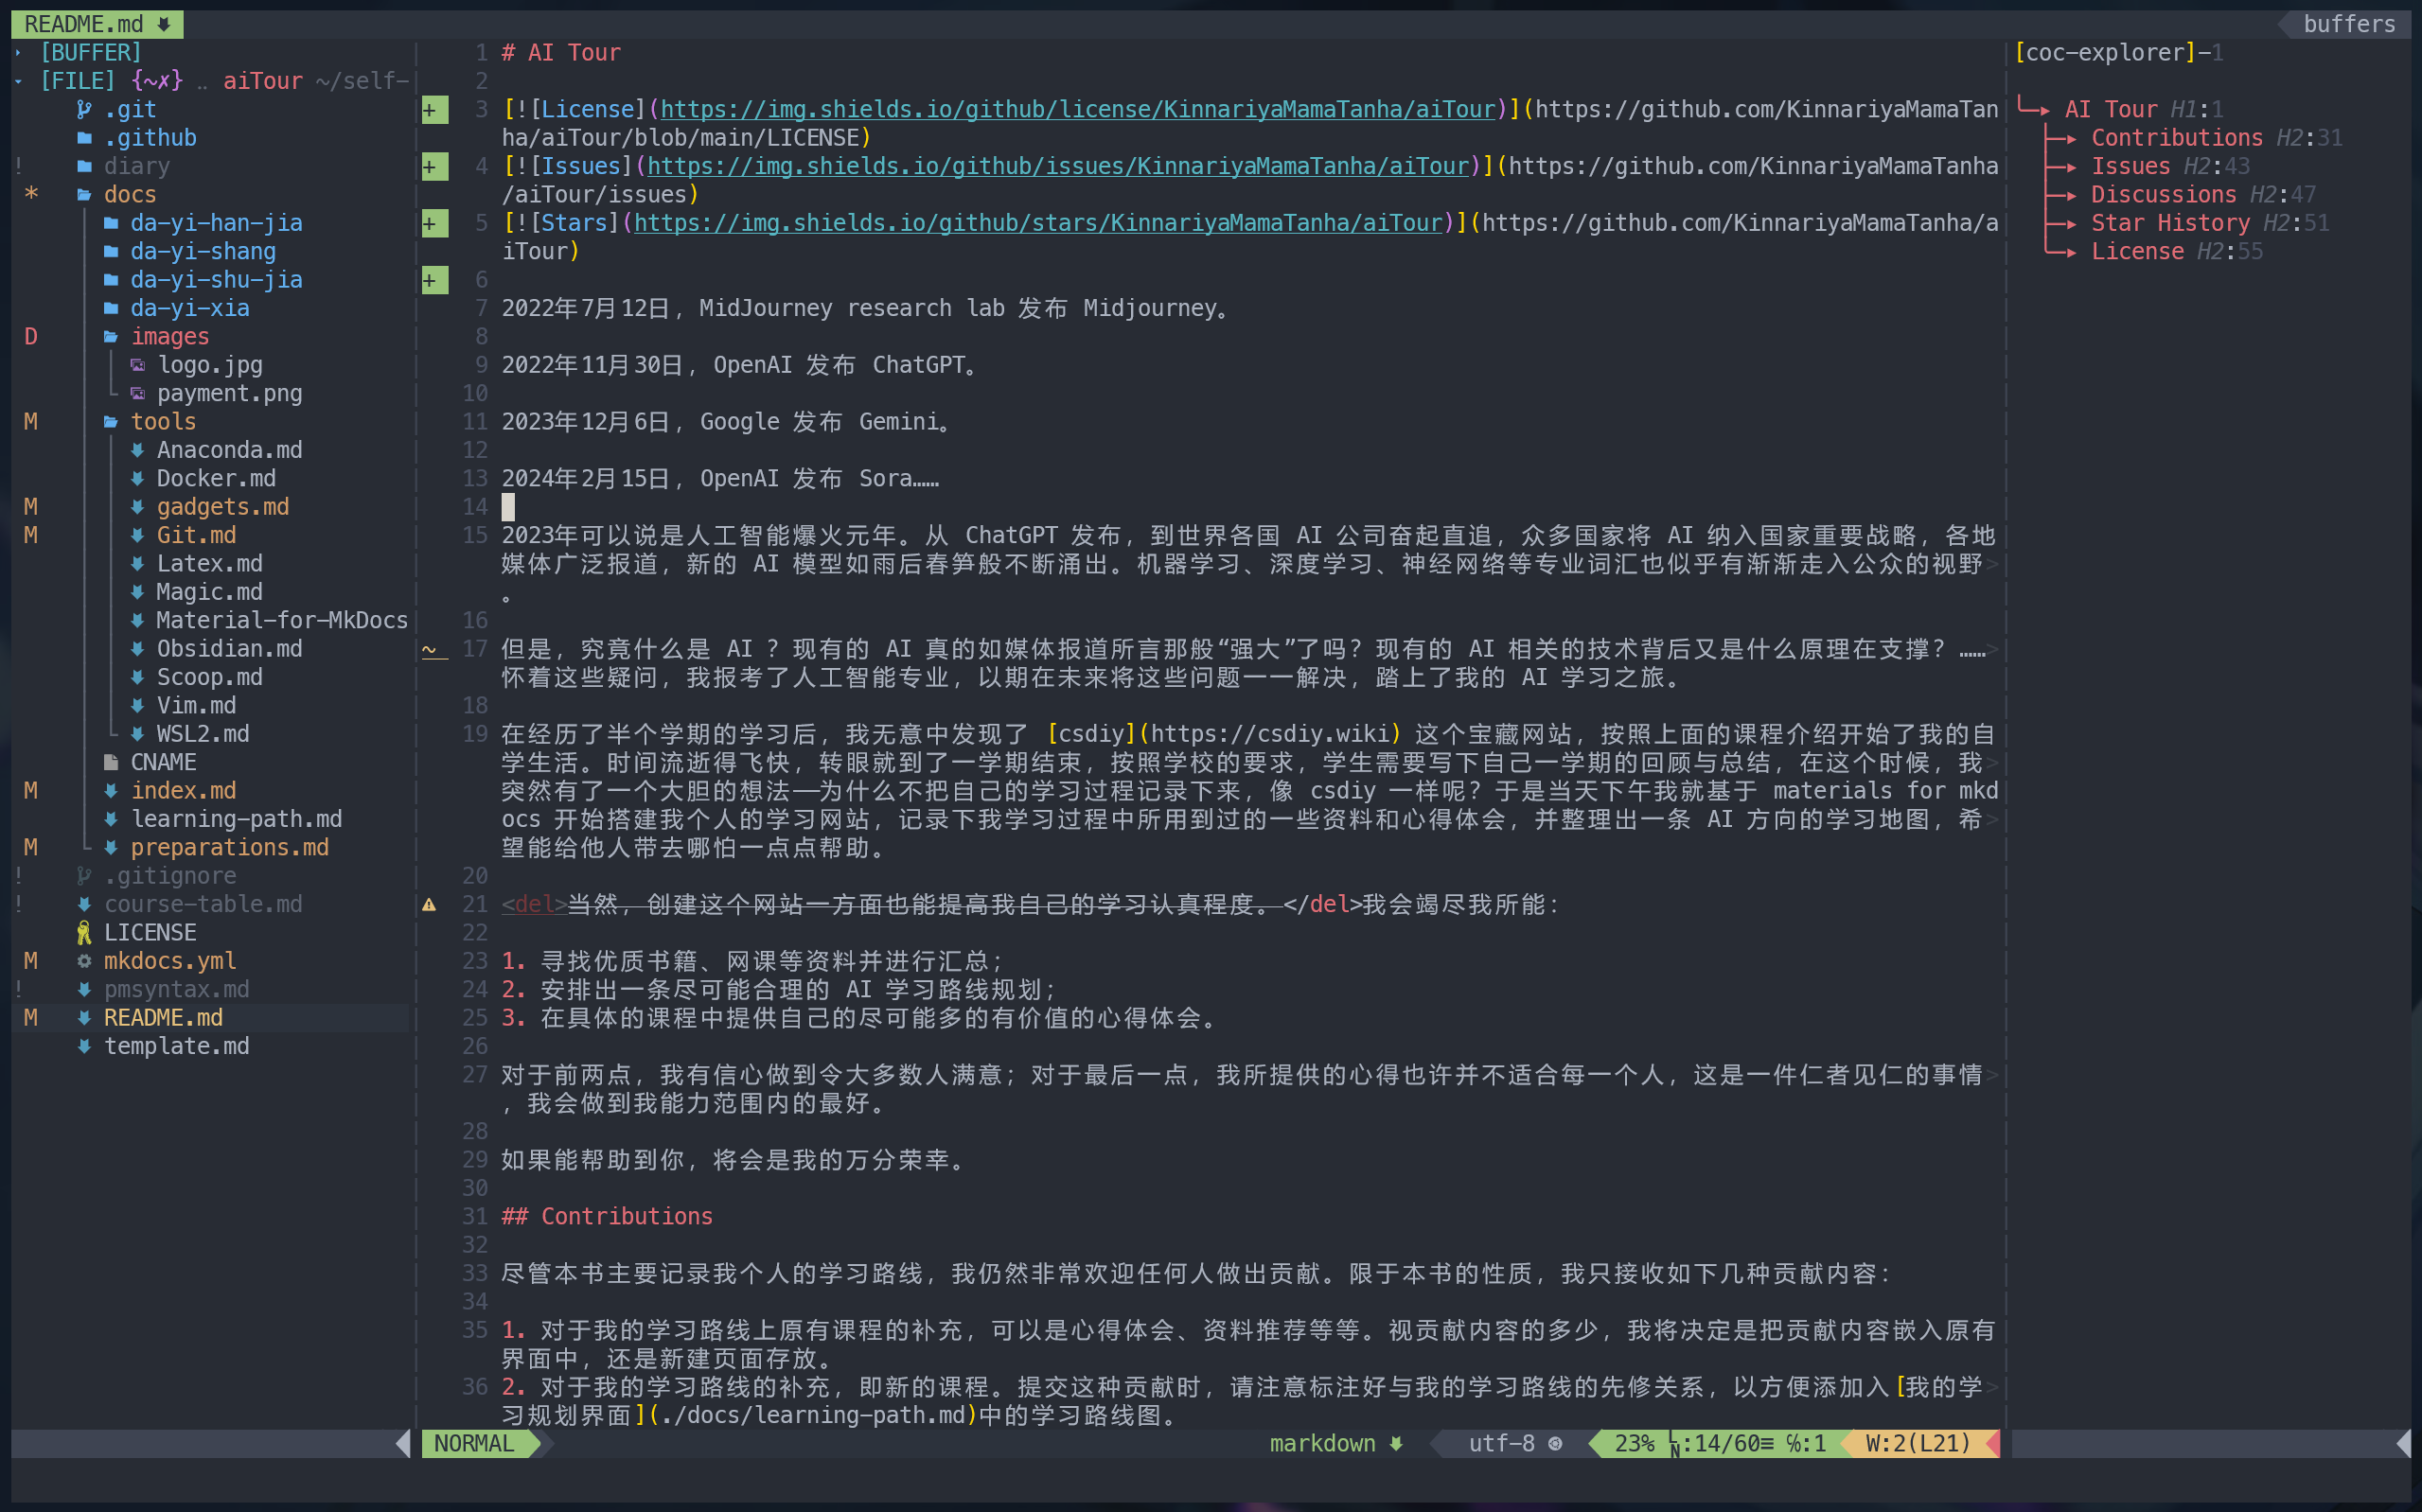 README.md
buffers
[BUFFER]
[FILE] {~✗} .. aiTour ~/self-
.git
.github
! diary
* docs
da-yi-han-jia
da-yi-shang
da-yi-shu-jia
da-yi-xia
D images
logo.jpg
payment.png
M tools
Anaconda.md
Docker.md
M gadgets.md
M Git.md
Latex.md
Magic.md
Material-for-MkDocs
Obsidian.md
Scoop.md
Vim.md
WSL2.md
CNAME
M index.md
learning-path.md
M preparations.md
! .gitignore
! course-table.md
LICENSE
M mkdocs.yml
! pmsyntax.md
M README.md
template.md
1 # AI Tour
2
+ 3 [![License](https://img.shields.io/github/license/KinnariyaMamaTanha/aiTour)](https://github.com/KinnariyaMamaTan
ha/aiTour/blob/main/LICENSE)
+ 4 [![Issues](https://img.shields.io/github/issues/KinnariyaMamaTanha/aiTour)](https://github.com/KinnariyaMamaTanha
/aiTour/issues)
+ 5 [![Stars](https://img.shields.io/github/stars/KinnariyaMamaTanha/aiTour)](https://github.com/KinnariyaMamaTanha/a
iTour)
+ 6
7 2022年7月12日，MidJourney research lab 发布 Midjourney。
8
9 2022年11月30日，OpenAI 发布 ChatGPT。
10
11 2023年12月6日，Google 发布 Gemini。
12
13 2024年2月15日，OpenAI 发布 Sora……
14
15 2023年可以说是人工智能爆火元年。从 ChatGPT 发布，到世界各国 AI 公司奋起直追，众多国家将 AI 纳入国家重要战略，各地
媒体广泛报道，新的 AI 模型如雨后春笋般不断涌出。机器学习、深度学习、神经网络等专业词汇也似乎有渐渐走入公众的视野>
。
16
~ 17 但是，究竟什么是 AI ？现有的 AI 真的如媒体报道所言那般“强大”了吗？现有的 AI 相关的技术背后又是什么原理在支撑？……>
怀着这些疑问，我报考了人工智能专业，以期在未来将这些问题一一解决，踏上了我的 AI 学习之旅。
18
19 在经历了半个学期的学习后，我无意中发现了 [csdiy](https://csdiy.wiki) 这个宝藏网站，按照上面的课程介绍开始了我的自
学生活。时间流逝得飞快，转眼就到了一学期结束，按照学校的要求，学生需要写下自己一学期的回顾与总结，在这个时候，我>
突然有了一个大胆的想法——为什么不把自己的学习过程记录下来，像 csdiy 一样呢？于是当天下午我就基于 materials for mkd
ocs 开始搭建我个人的学习网站，记录下我学习过程中所用到过的一些资料和心得体会，并整理出一条 AI 方向的学习地图，希>
望能给他人带去哪怕一点点帮助。
20
21 <del>当然，创建这个网站一方面也能提高我自己的学习认真程度。</del>我会竭尽我所能：
22
23 1. 寻找优质书籍、网课等资料并进行汇总；
24 2. 安排出一条尽可能合理的 AI 学习路线规划；
25 3. 在具体的课程中提供自己的尽可能多的有价值的心得体会。
26
27 对于前两点，我有信心做到令大多数人满意；对于最后一点，我所提供的心得也许并不适合每一个人，这是一件仁者见仁的事情>
，我会做到我能力范围内的最好。
28
29 如果能帮助到你，将会是我的万分荣幸。
30
31 ## Contributions
32
33 尽管本书主要记录我个人的学习路线，我仍然非常欢迎任何人做出贡献。限于本书的性质，我只接收如下几种贡献内容：
34
35 1. 对于我的学习路线上原有课程的补充，可以是心得体会、资料推荐等等。视贡献内容的多少，我将决定是把贡献内容嵌入原有
界面中，还是新建页面存放。
36 2. 对于我的学习路线的补充，即新的课程。提交这种贡献时，请注意标注好与我的学习路线的先修关系，以方便添加入[我的学>
习规划界面](./docs/learning-path.md)中的学习路线图。
[coc-explorer]-1
AI Tour H1:1
Contributions H2:31
Issues H2:43
Discussions H2:47
Star History H2:51
License H2:55
NORMAL
markdown
utf-8
23% LN:14/60≡ ℅:1
W:2(L21)